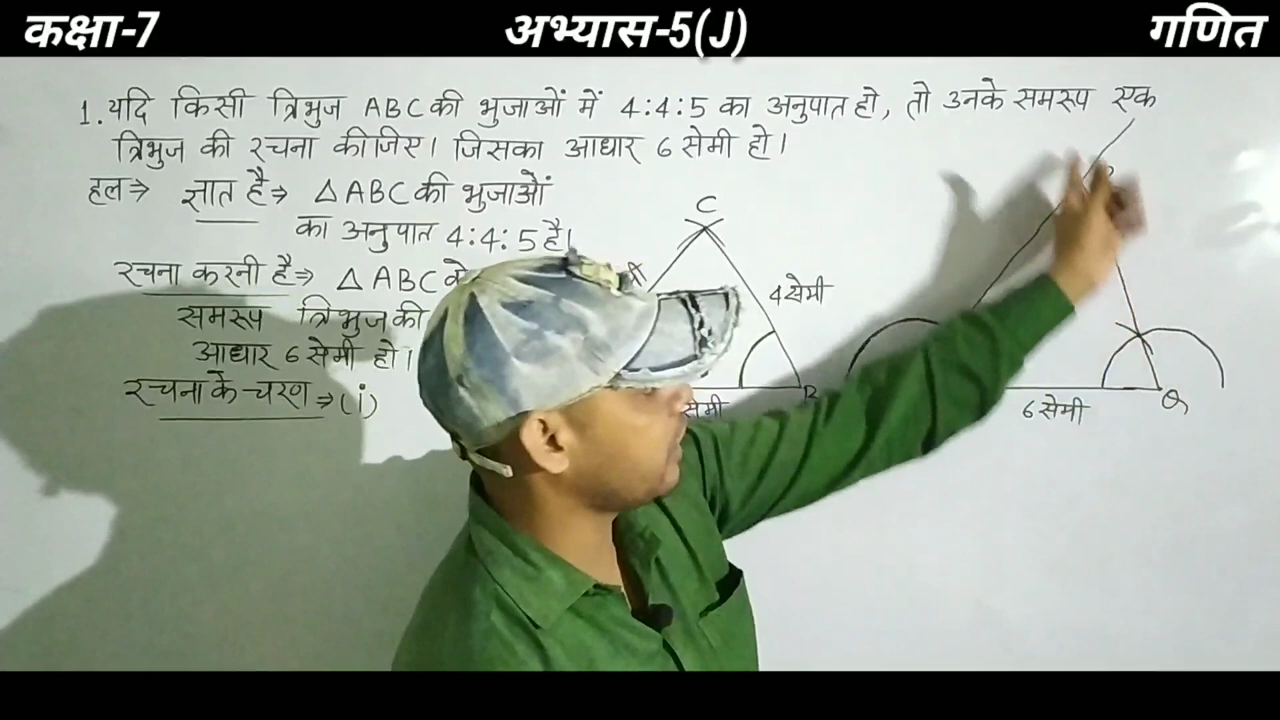 कक्षा-7 अभ्यास-5(J) गणित
1. यदि किसी त्रिभुज ABC की भुजाओं में 4:4:5 का अनुपात हो, तो उनके समरूप एक
त्रिभुज की रचना कीजिए। जिसका आधार 6 सेमी हो।
हल⇒ ज्ञात है⇒ △ABC की भुजाओं
का अनुपात 4:4:5 है।
रचना करनी है⇒ △ABC के
समरूप त्रिभुज की
आधार 6 सेमी हो।
रचना के चरण⇒(i)
C
4 सेमी
B
सेमी
6 सेमी
Q